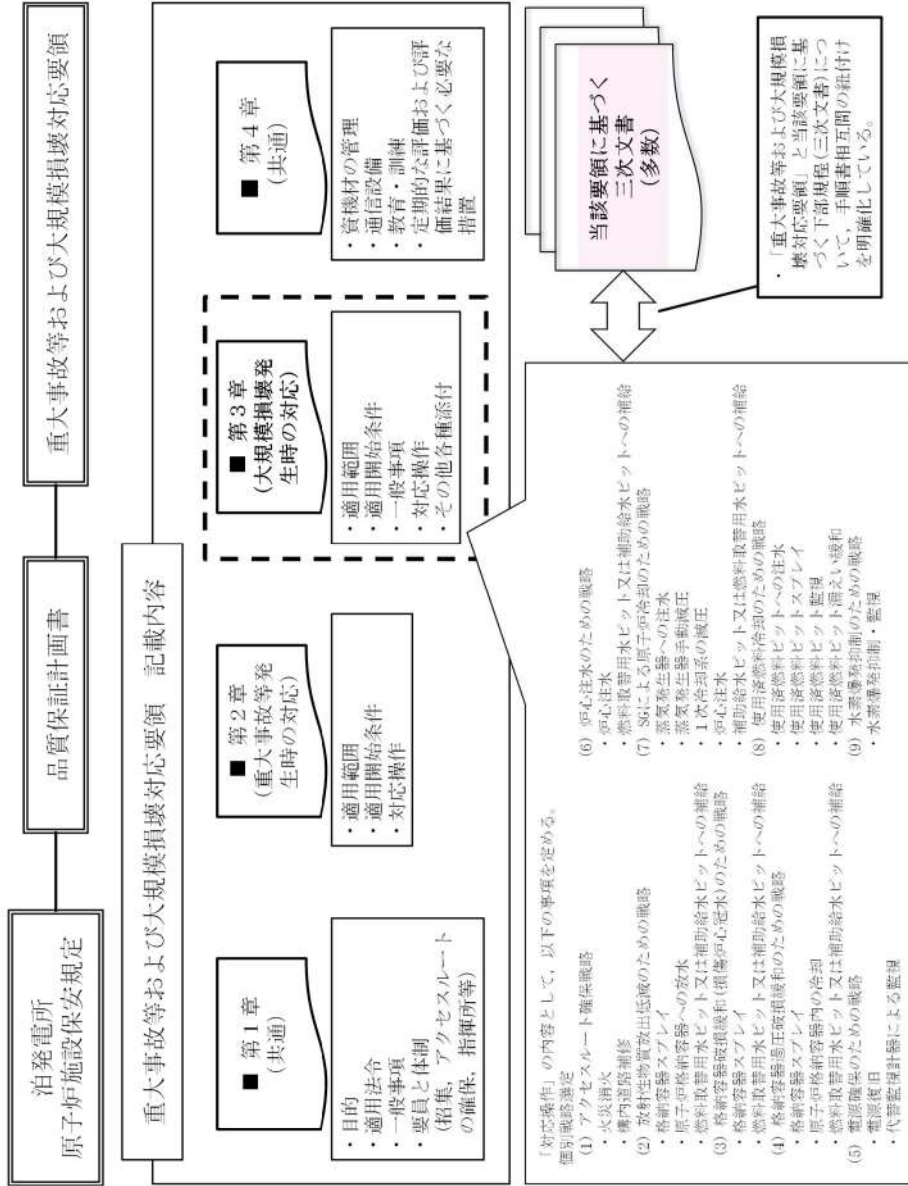 泊発電所
原子炉施設保安規定
品質保証計画書
重大事故等および大規模損壊対応要領
重大事故等および大規模損壊対応要領 記載内容
■ 第１章
(共通)
・目的
・適用法令
・一般事項
・要員と体制
(招集，アクセスルート
の確保，指揮所等)
■ 第２章
(重大事故等発
生時の対応)
・適用範囲
・適用開始条件
・対応操作
■ 第３章
(大規模損壊発
生時の対応)
・適用範囲
・適用開始条件
・一般事項
・対応操作
・その他各種添付
■ 第４章
(共通)
・資機材の管理
・通信設備
・教育・訓練
・定期的な評価および評
価結果に基づく必要な
措置
「対応操作」の内容として，以下の事項を定める。
個別戦略選定
(1) アクセスルート確保戦略
・火災消火
・構内道路補修
(2) 放射性物質放出低減のための戦略
・格納容器スプレイ
・原子炉格納容器への放水
・燃料取替用水ピット又は補助給水ピットへの補給
(3) 格納容器破損緩和(損傷炉心冠水)のための戦略
・格納容器スプレイ
・燃料取替用水ピット又は補助給水ピットへの補給
(4) 格納容器過圧破損緩和のための戦略
・格納容器スプレイ
・原子炉格納容器内の冷却
・燃料取替用水ピット又は補助給水ピットへの補給
(5) 電源確保のための戦略
・電源復旧
・代替監視計器による監視
(6) 炉心注水のための戦略
・炉心注水
・燃料取替用水ピット又は補助給水ピットへの補給
(7) SGによる原子炉冷却のための戦略
・蒸気発生器への注水
・蒸気発生器手動減圧
・１次冷却系の減圧
・炉心注水
・補助給水ピット又は燃料取替用水ピットへの補給
(8) 使用済燃料冷却のための戦略
・使用済燃料ピットへの注水
・使用済燃料ピットスプレイ
・使用済燃料ピット監視
・使用済燃料ピット漏えい緩和
(9) 水素爆発抑制のための戦略
・水素爆発抑制・監視
当該要領に基づく
三次文書
(多数)
・「重大事故等および大規模損
壊対応要領」と当該要領に基
づく下部規程(三次文書)につ
いて，手順書相互間の紐付け
を明確化している。